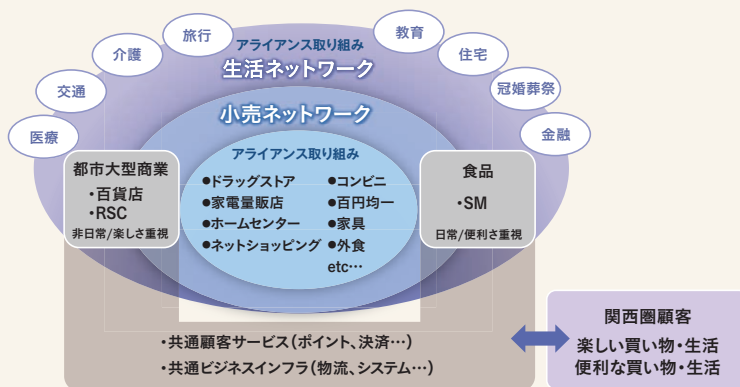 旅行
アライアンス取り組み
教育
介護
生活ネットワーク
住宅
交通
冠婚葬祭
小売ネットワーク
医療
金融
アライアンス取り組み
都市大型商業
・百貨店
・RSC
非日常/楽しさ重視
●ドラッグストア
●家電量販店
●ホームセンター
●ネットショッピング
●コンビニ
●百円均一
●家具
●外食
etc…
食品
・SM
日常/便利さ重視
・共通顧客サービス(ポイント、決済…)
・共通ビジネスインフラ(物流、システム…)
関西圏顧客
楽しい買い物・生活
便利な買い物・生活